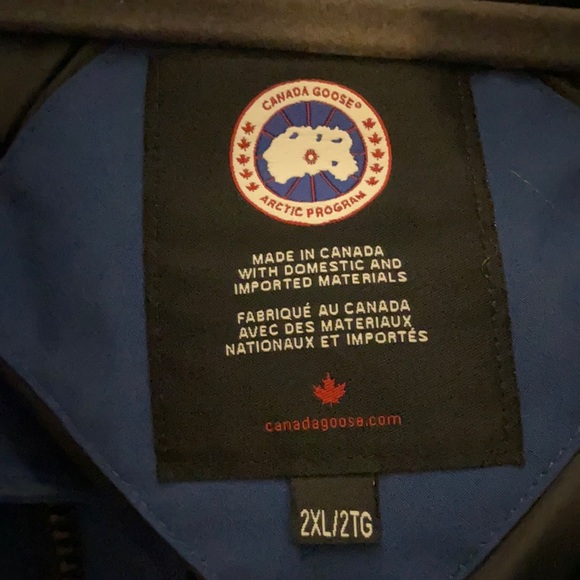 CANADA GOOSE®
ARCTIC PROGRAM
MADE IN CANADA
WITH DOMESTIC AND
IMPORTED MATERIALS
FABRIQUÉ AU CANADA
AVEC DES MATERIAUX
NATIONAUX ET IMPORTÉS
canadagoose.com
2XL/2TG